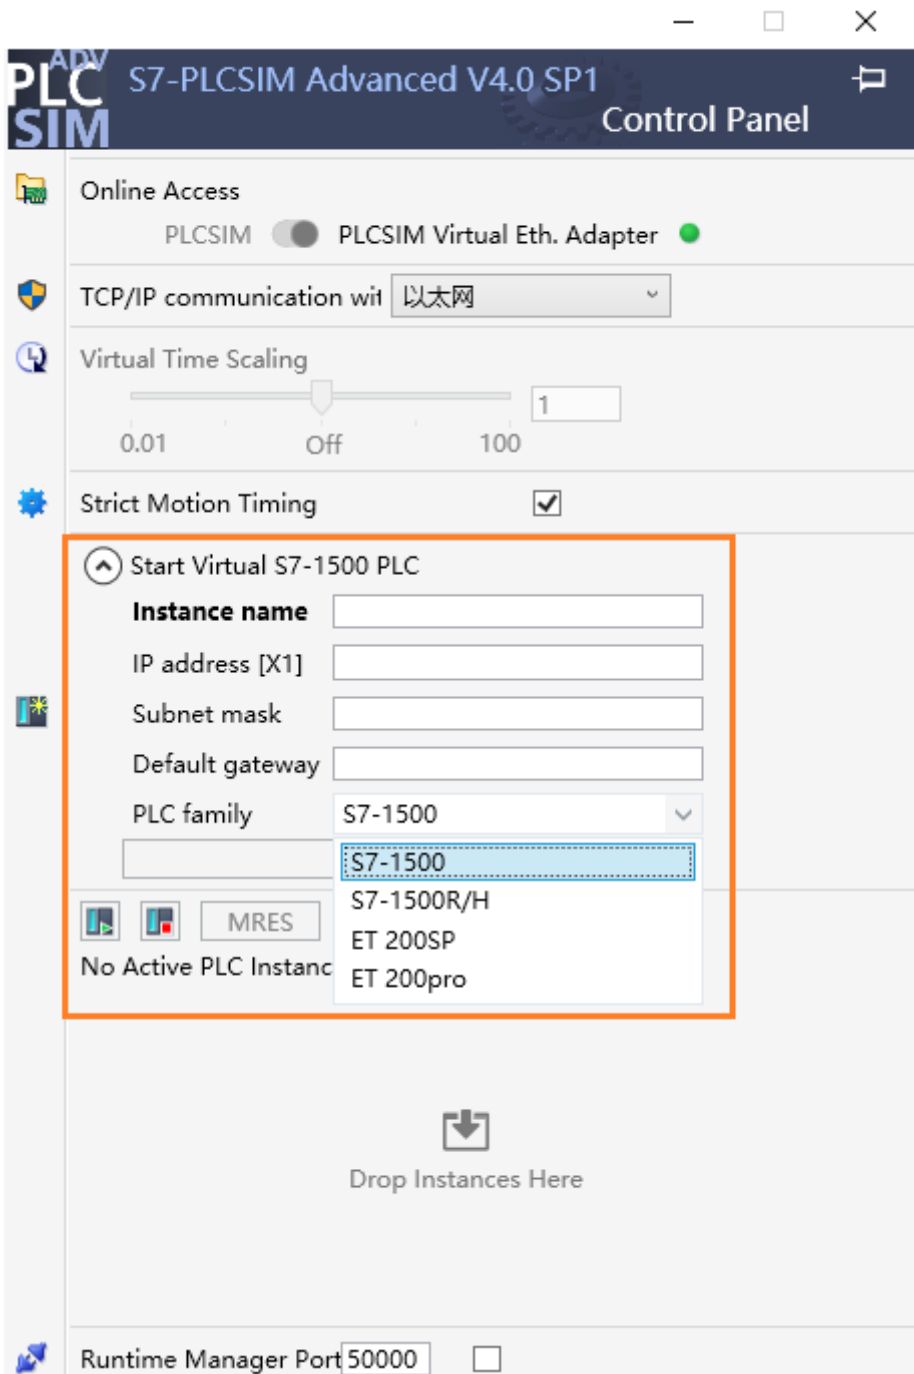 ADV
PLC
SIM
S7-PLCSIM Advanced V4.0 SP1
Control Panel
Online Access
PLCSIM PLCSIM Virtual Eth. Adapter
TCP/IP communication wit 以太网
Virtual Time Scaling
1
0.01 Off 100
Strict Motion Timing
Start Virtual S7-1500 PLC
Instance name
IP address [X1]
Subnet mask
Default gateway
PLC family S7-1500
S7-1500
S7-1500R/H
ET 200SP
ET 200pro
MRES
No Active PLC Instanc
Drop Instances Here
Runtime Manager Port 50000